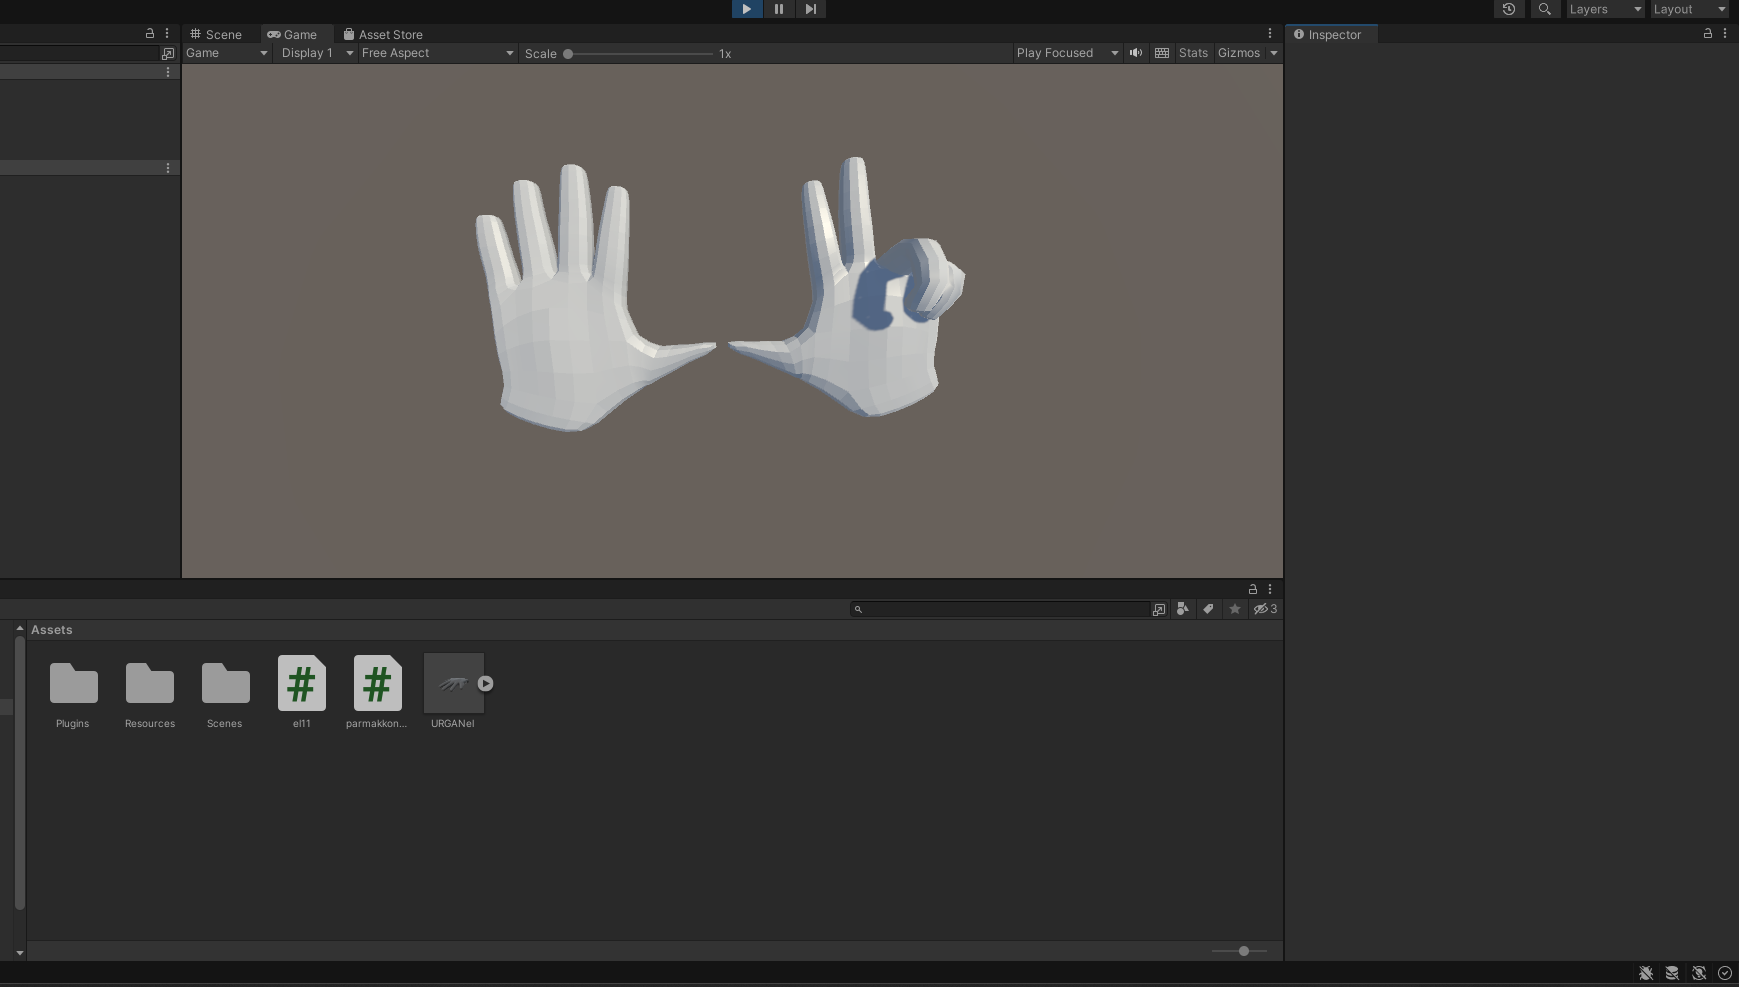 Layers
Layout
Scene
Game
Asset Store
Inspector
Game
Display 1
Free Aspect
Scale
1x
Play Focused
Stats
Gizmos
3
Assets
Plugins
Resources
Scenes
el11
parmakkon...
URGANel